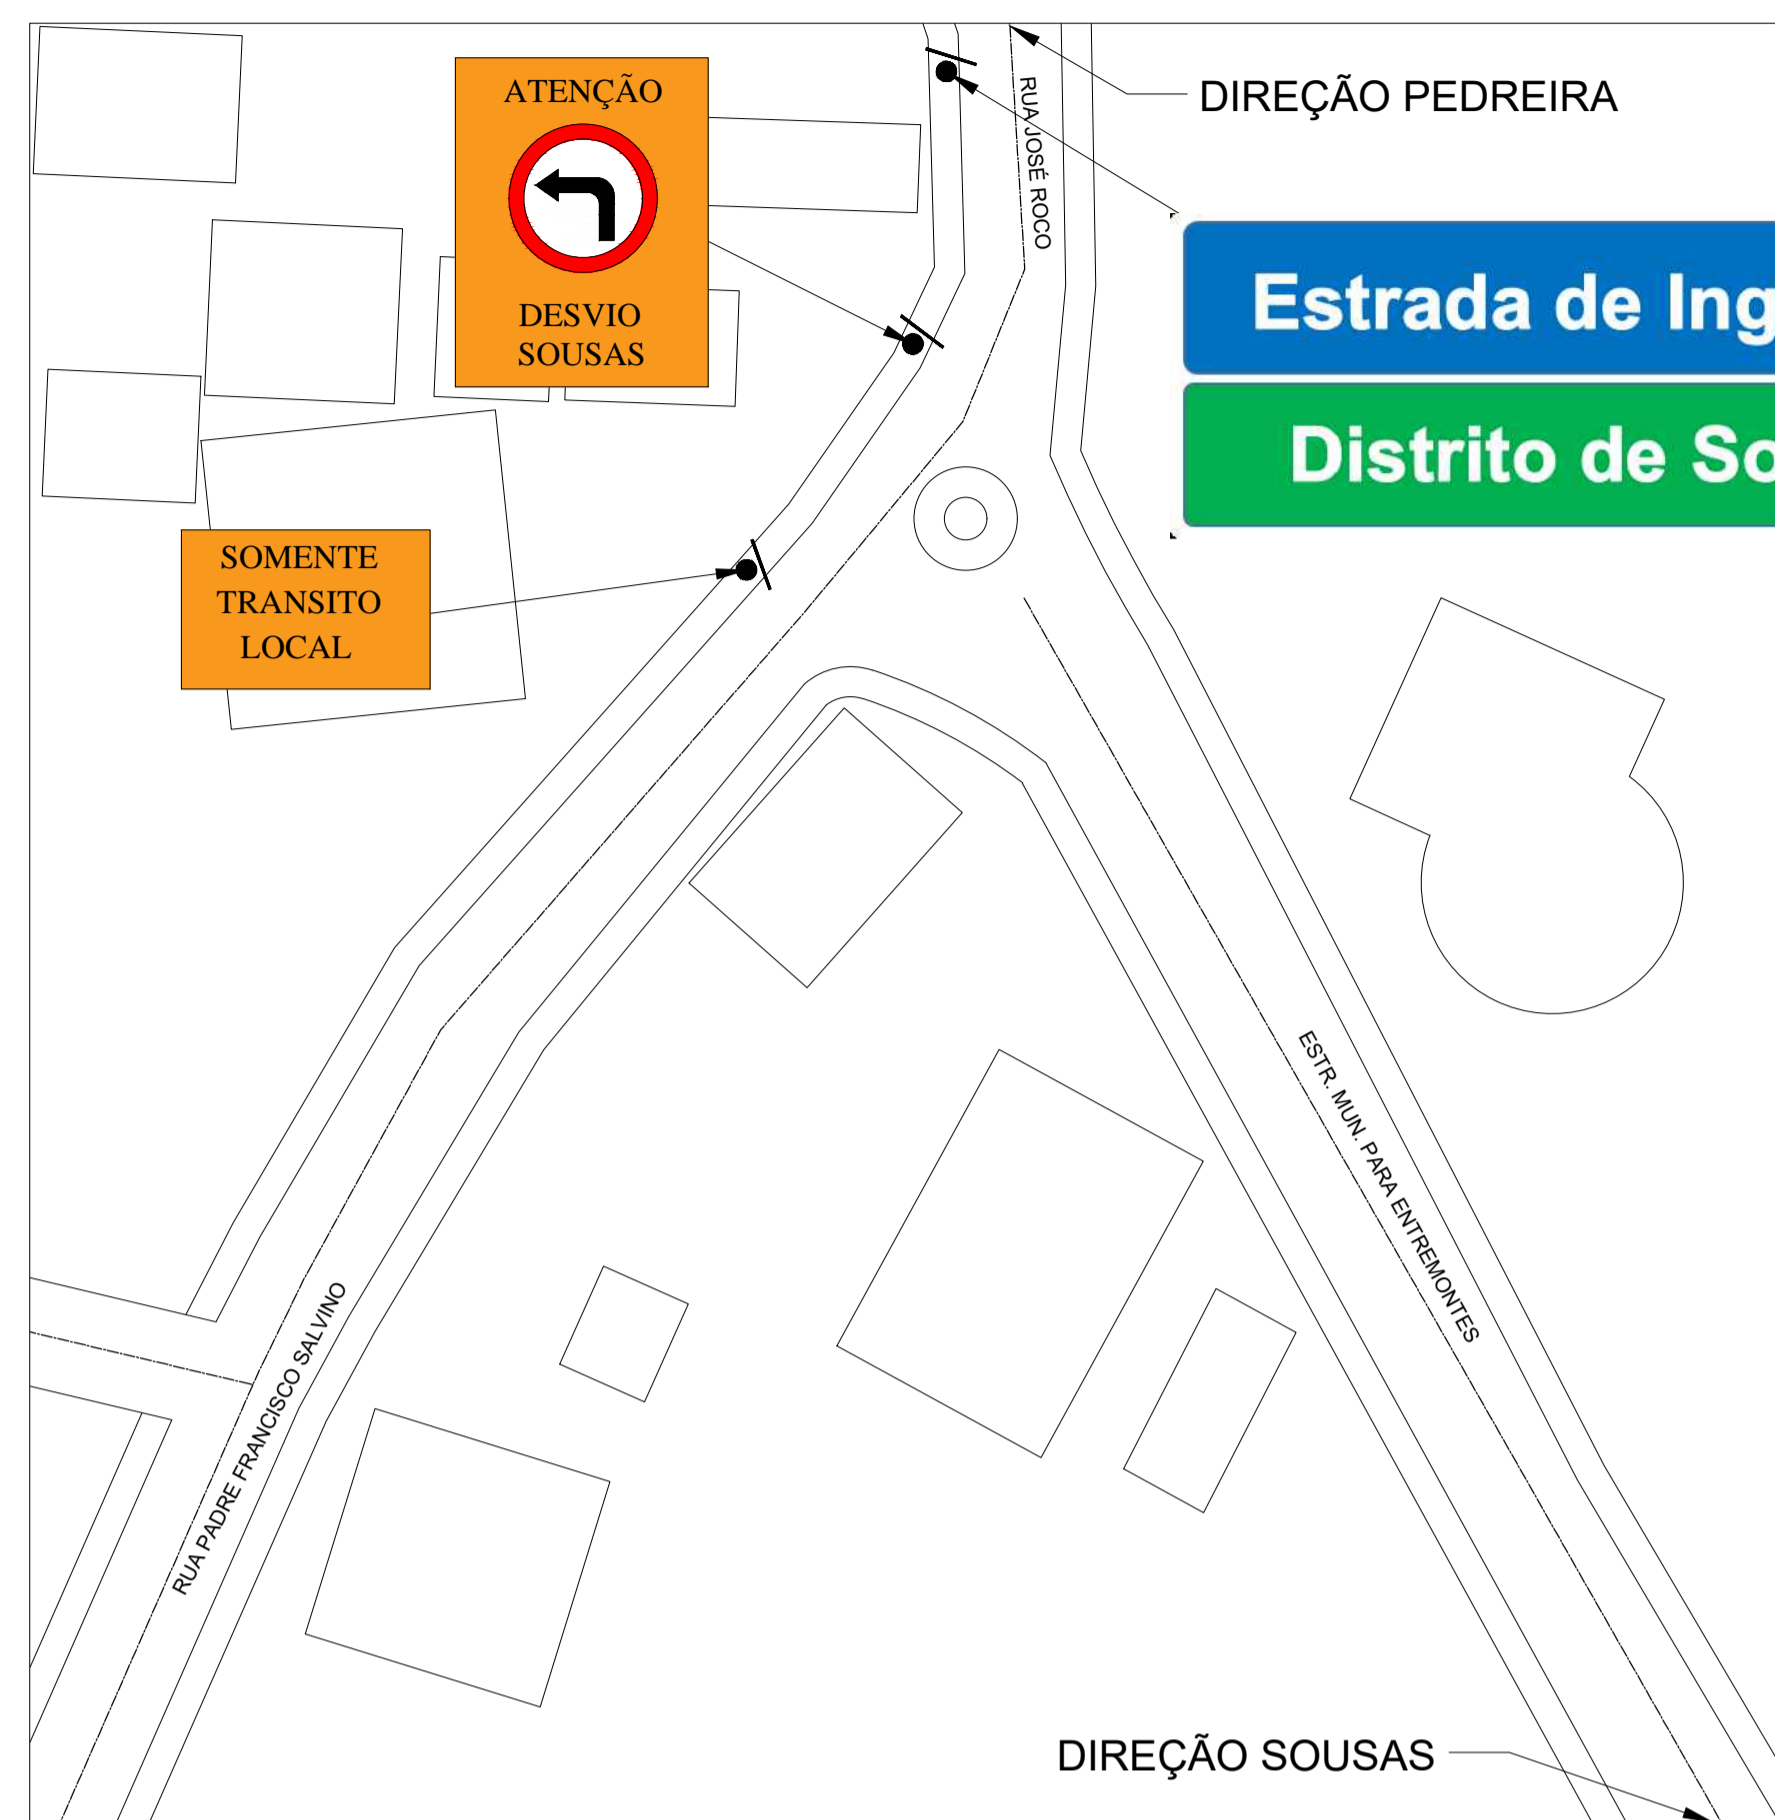 ATENÇÃO
DESVIO
SOUSAS
DIREÇÃO PEDREIRA
RUA JOSÉ ROCO
Estrada de Ing
Distrito de So
SOMENTE
TRANSITO
LOCAL
ESTR. MUN. PARA ENTREMONTES
RUA PADRE FRANCISCO SALVINO
DIREÇÃO SOUSAS